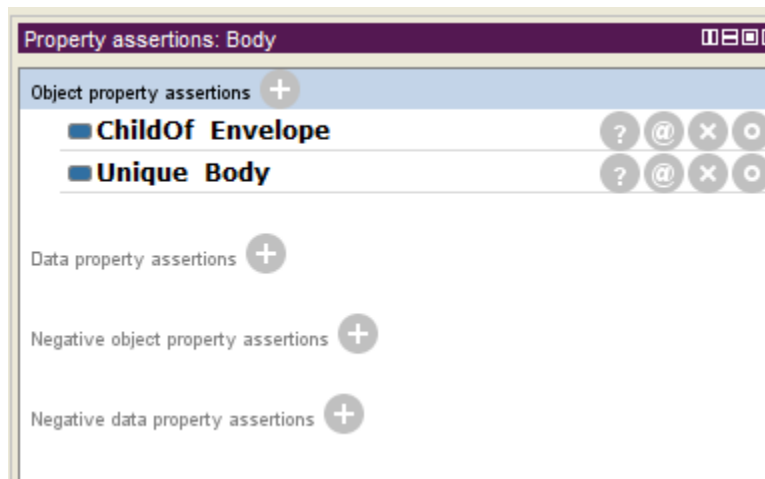 Property assertions: Body
Object property assertions
ChildOf Envelope
Unique Body
Data property assertions
Negative object property assertions
Negative data property assertions